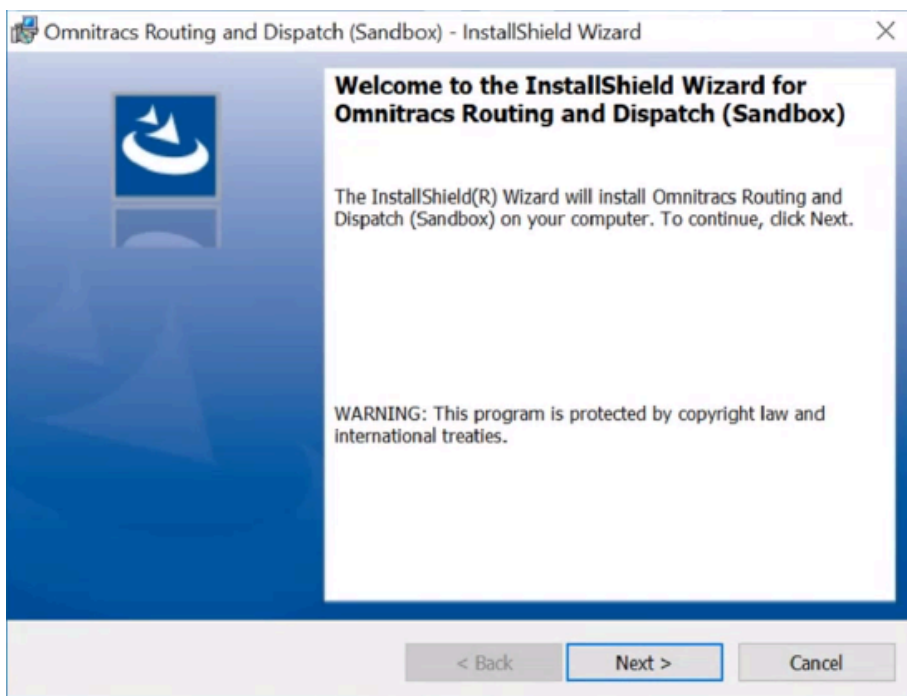 Omnitracs Routing and Dispatch (Sandbox) - InstallShield Wizard
Welcome to the InstallShield Wizard for
Omnitracs Routing and Dispatch (Sandbox)
The InstallShield(R) Wizard will install Omnitracs Routing and
Dispatch (Sandbox) on your computer. To continue, click Next.
WARNING: This program is protected by copyright law and
international treaties.
< Back
Next >
Cancel